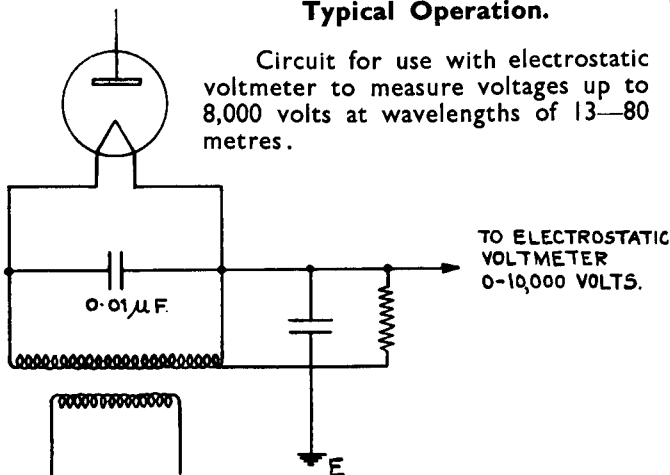 Typical Operation.
Circuit for use with electrostatic
voltmeter to measure voltages up to
8,000 volts at wavelengths of 13—80
metres.
TO ELECTROSTATIC
VOLTMETER
0-10,000 VOLTS.
0·01μF.
E